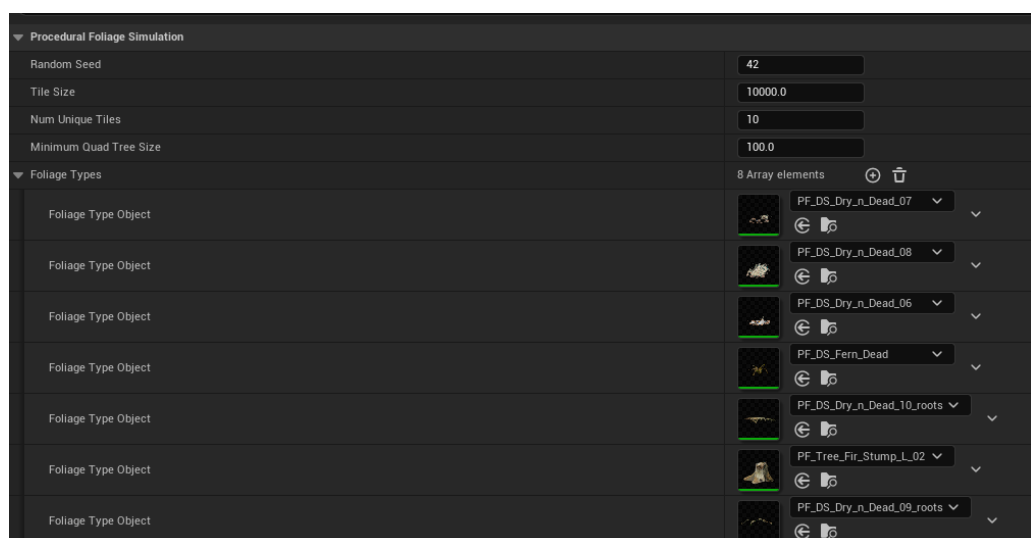 Procedural Foliage Simulation
Random Seed 42
Tile Size 10000.0
Num Unique Tiles 10
Minimum Quad Tree Size 100.0
Foliage Types 8 Array elements
PF_DS_Dry_n_Dead_07
Foliage Type Object
PF_DS_Dry_n_Dead_08
Foliage Type Object
PF_DS_Dry_n_Dead_06
Foliage Type Object
PF_DS_Fern_Dead
Foliage Type Object
PF_DS_Dry_n_Dead_10_roots
Foliage Type Object
PF_Tree_Fir_Stump_L_02
Foliage Type Object
PF_DS_Dry_n_Dead_09_roots
Foliage Type Object